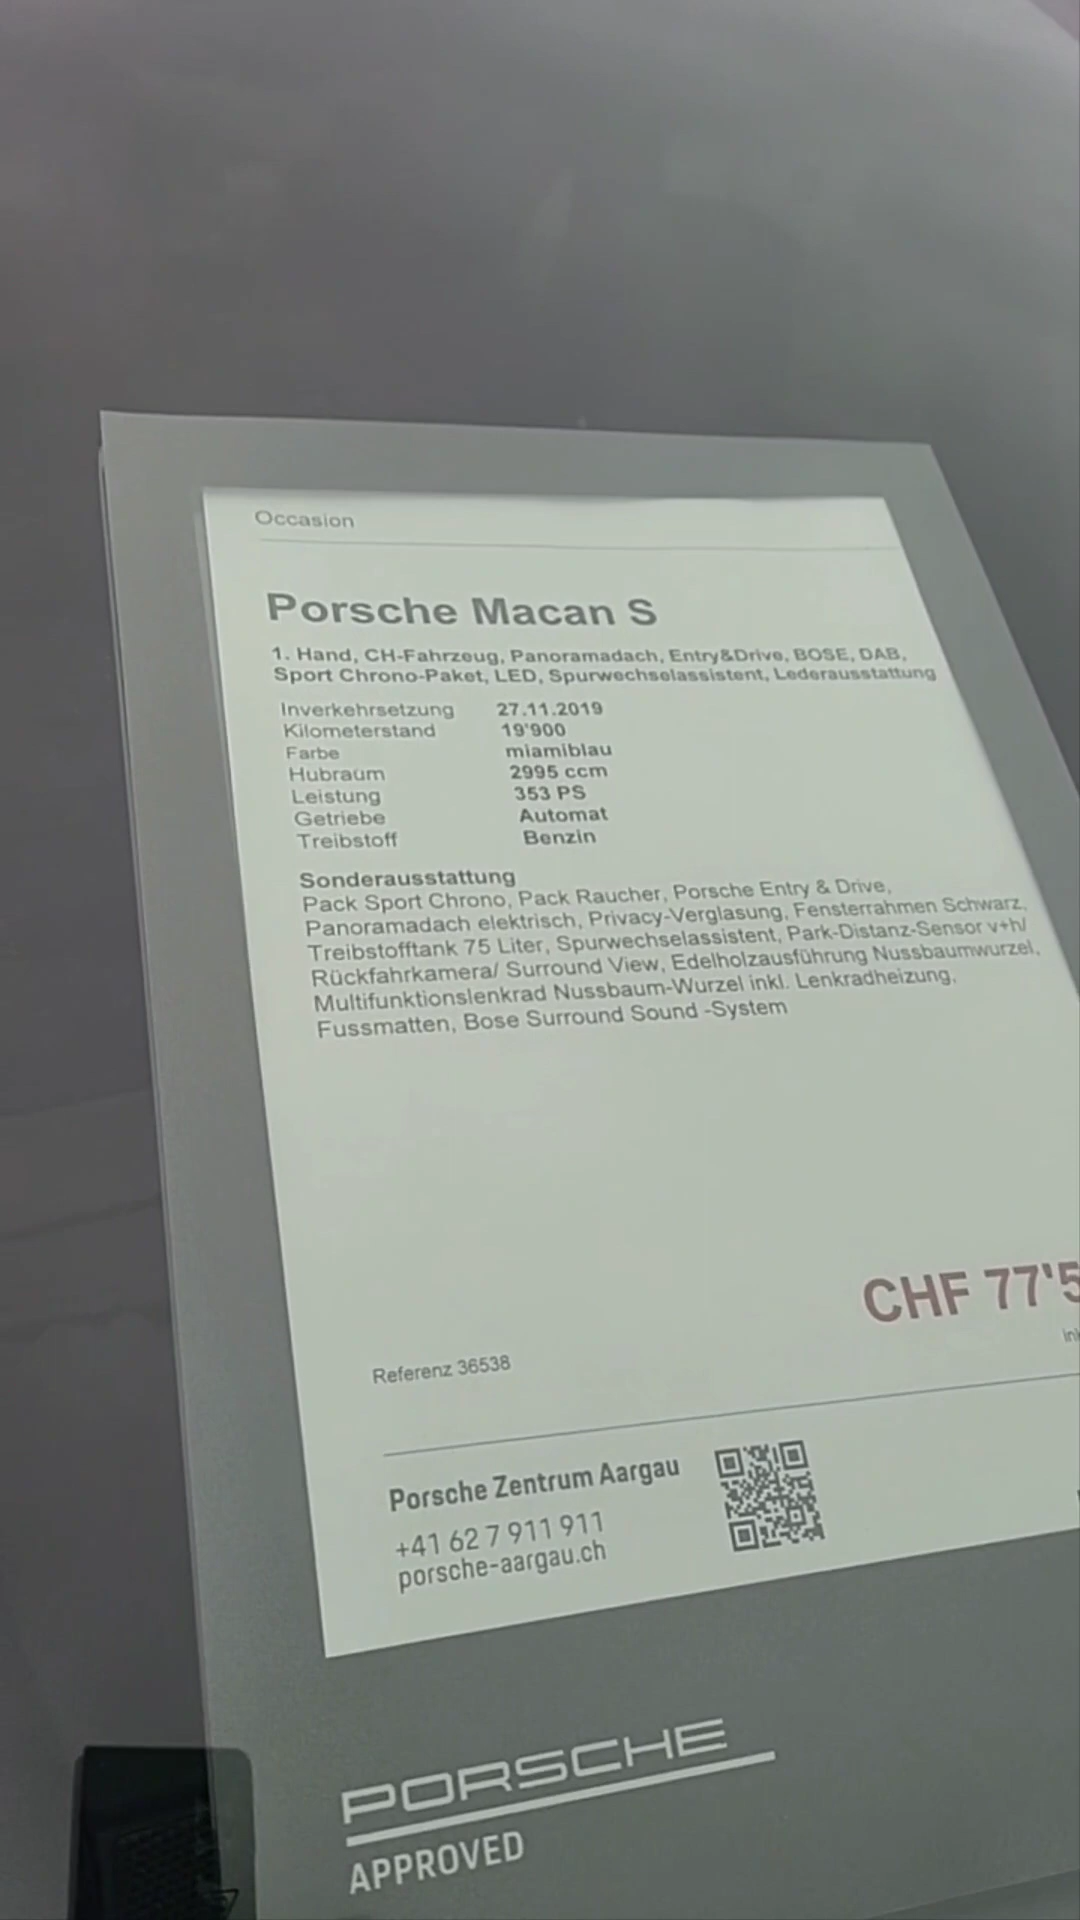 Occasion
Porsche Macan S
1. Hand, CH-Fahrzeug, Panoramadach, Entry&Drive, BOSE, DAB,
Sport Chrono-Paket, LED, Spurwechselassistent, Lederausstattung
Inverkehrsetzung 27.11.2019
Kilometerstand 19'900
Farbe miamiblau
Hubraum 2995 ccm
Leistung 353 PS
Getriebe Automat
Treibstoff Benzin
Sonderausstattung
Pack Sport Chrono, Pack Raucher, Porsche Entry & Drive,
Panoramadach elektrisch, Privacy-Verglasung, Fensterrahmen Schwarz,
Treibstofftank 75 Liter, Spurwechselassistent, Park-Distanz-Sensor v+h/
Rückfahrkamera/ Surround View, Edelholzausführung Nussbaumwurzel,
Multifunktionslenkrad Nussbaum-Wurzel inkl. Lenkradheizung,
Fussmatten, Bose Surround Sound -System
CHF 77'5
Referenz 36538
Porsche Zentrum Aargau
+41 62 7 911 911
porsche-aargau.ch
PORSCHE
APPROVED